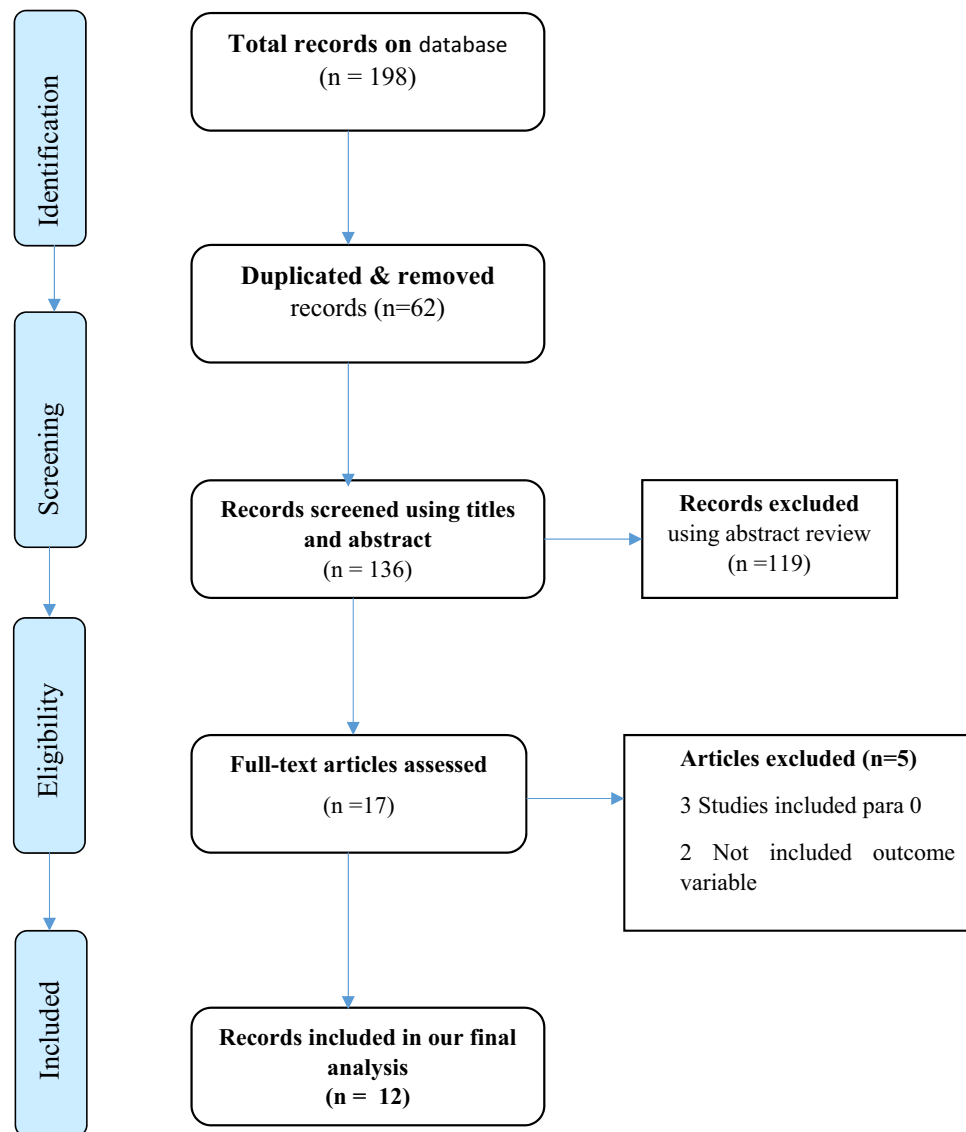 Identification
Total records on database
(n = 198)
Duplicated & removed
records (n=62)
Screening
Records screened using titles
and abstract
(n = 136)
Records excluded
using abstract review
(n =119)
Eligibility
Full-text articles assessed
(n =17)
Articles excluded (n=5)
3 Studies included para 0
2 Not included outcome
variable
Included
Records included in our final
analysis
(n = 12)